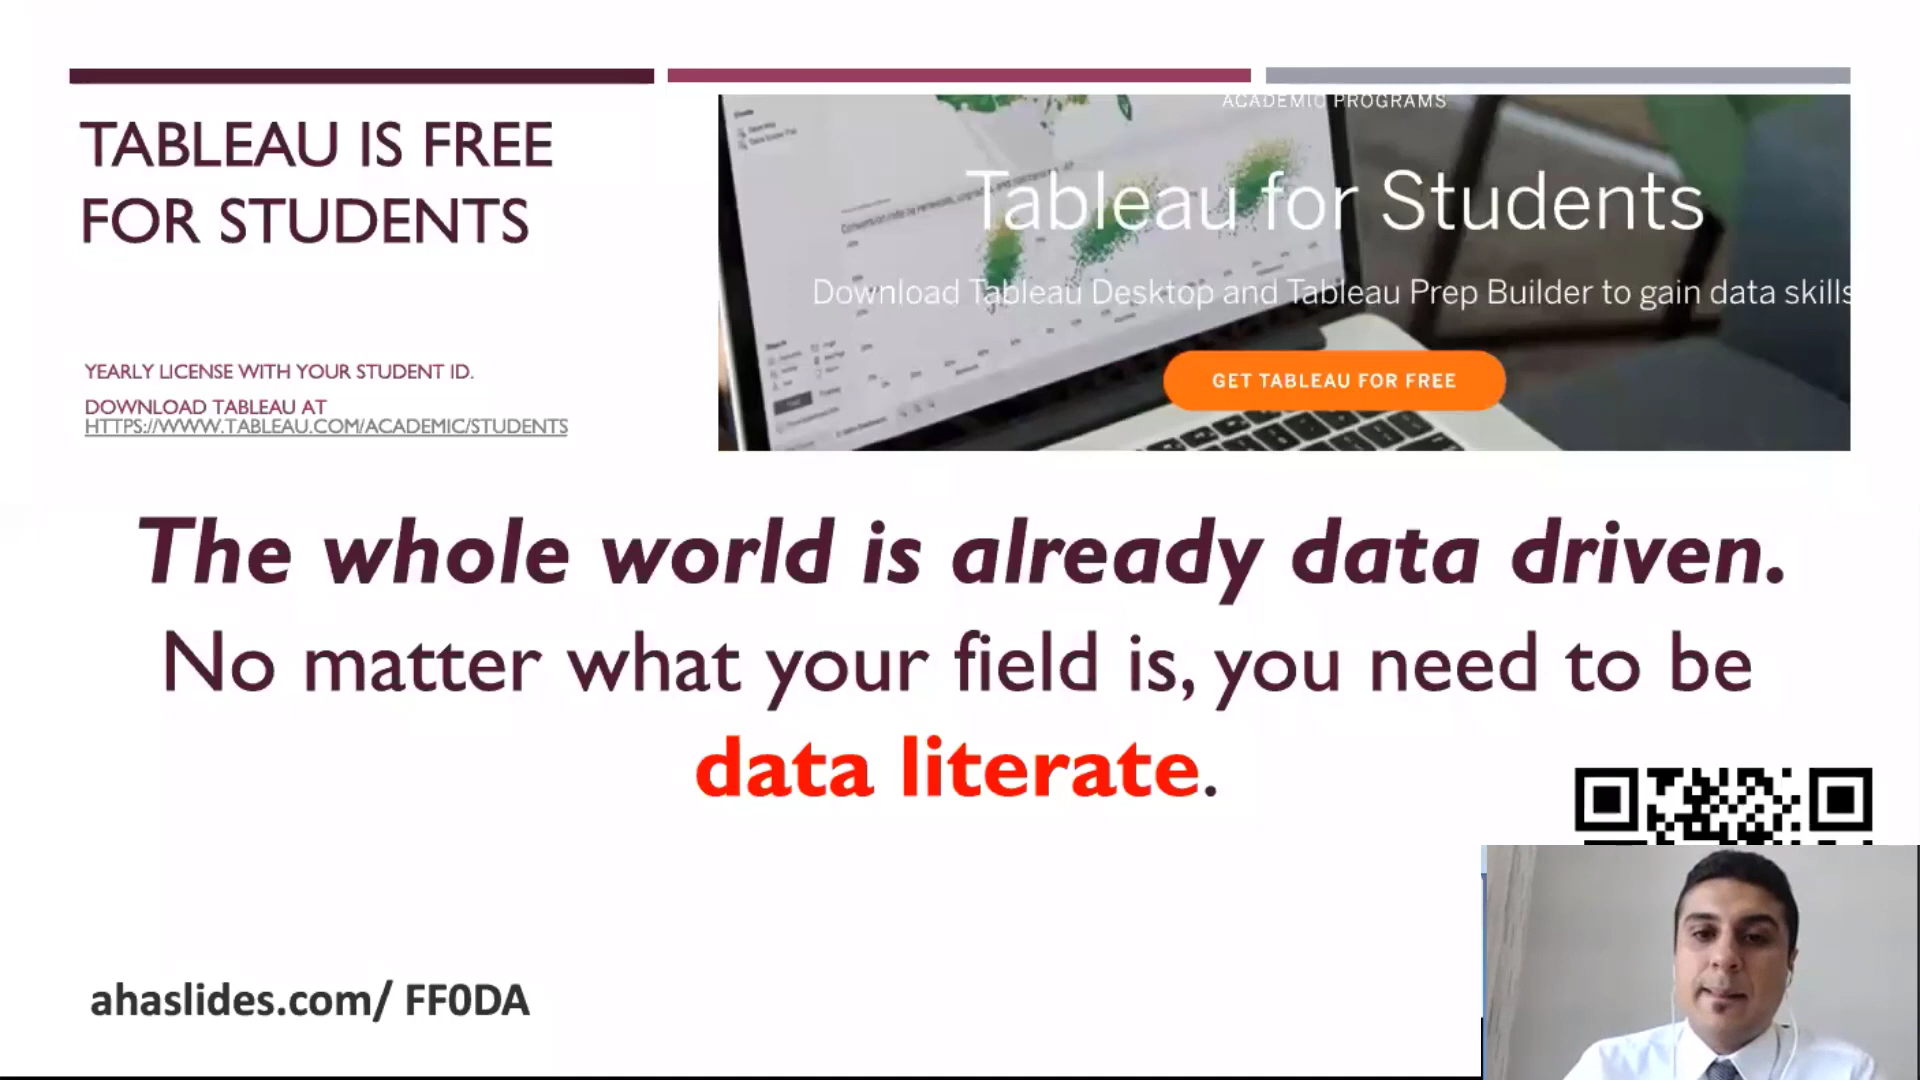 TABLEAU IS FREE
FOR STUDENTS
YEARLY LICENSE WITH YOUR STUDENT ID.
DOWNLOAD TABLEAU AT
HTTPS://WWW.TABLEAU.COM/ACADEMIC/STUDENTS
ACADEMIC PROGRAMS
Tableau for Students
Download Tableau Desktop and Tableau Prep Builder to gain data skills
GET TABLEAU FOR FREE
The whole world is already data driven.
No matter what your field is, you need to be
data literate.
ahaslides.com/ FF0DA